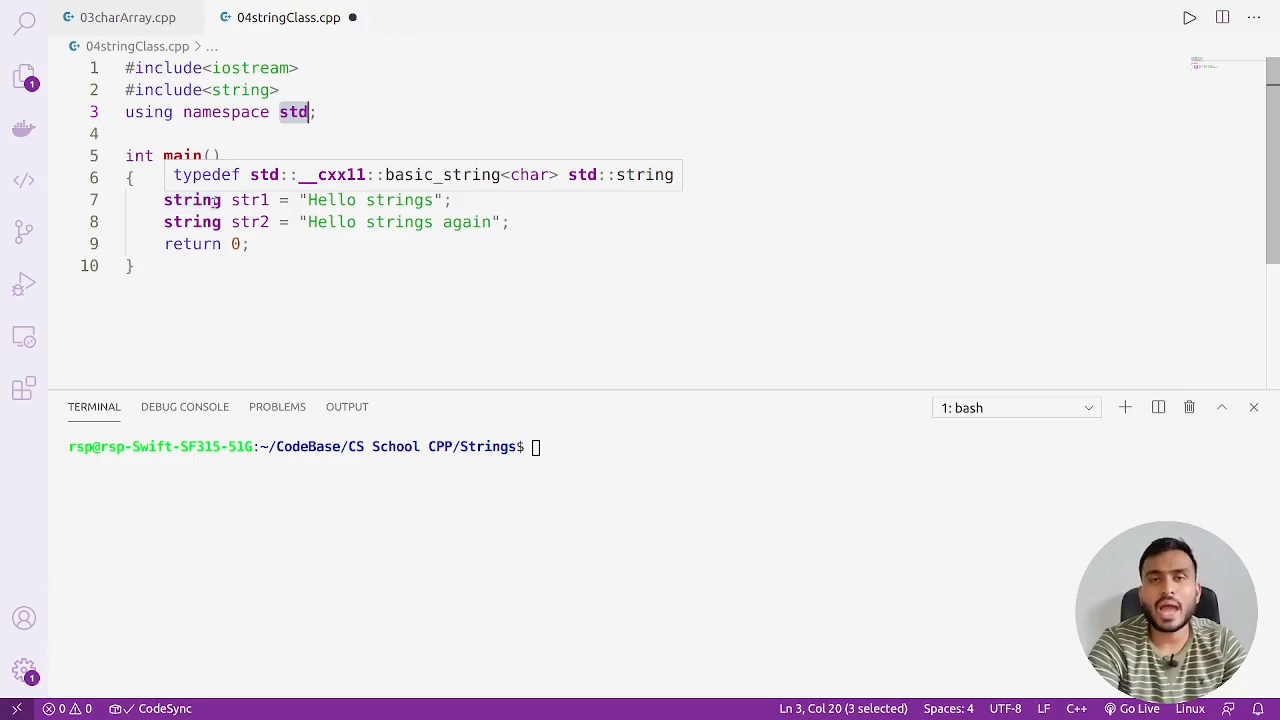 03charArray.cpp
04stringClass.cpp
04stringClass.cpp > ...
1 #include<iostream>
2 #include<string>
3 using namespace std;
4
5 int main()
6 {
typedef std::__cxx11::basic_string<char> std::string
7 string str1 = "Hello strings";
8 string str2 = "Hello strings again";
9 return 0;
10 }
1
TERMINAL DEBUG CONSOLE PROBLEMS OUTPUT 1: bash
rsp@rsp-Swift-SF315-51G:~/CodeBase/CS School CPP/Strings$
1
0 0 CodeSync Ln 3, Col 20 (3 selected) Spaces: 4 UTF-8 LF C++ Go Live Linux